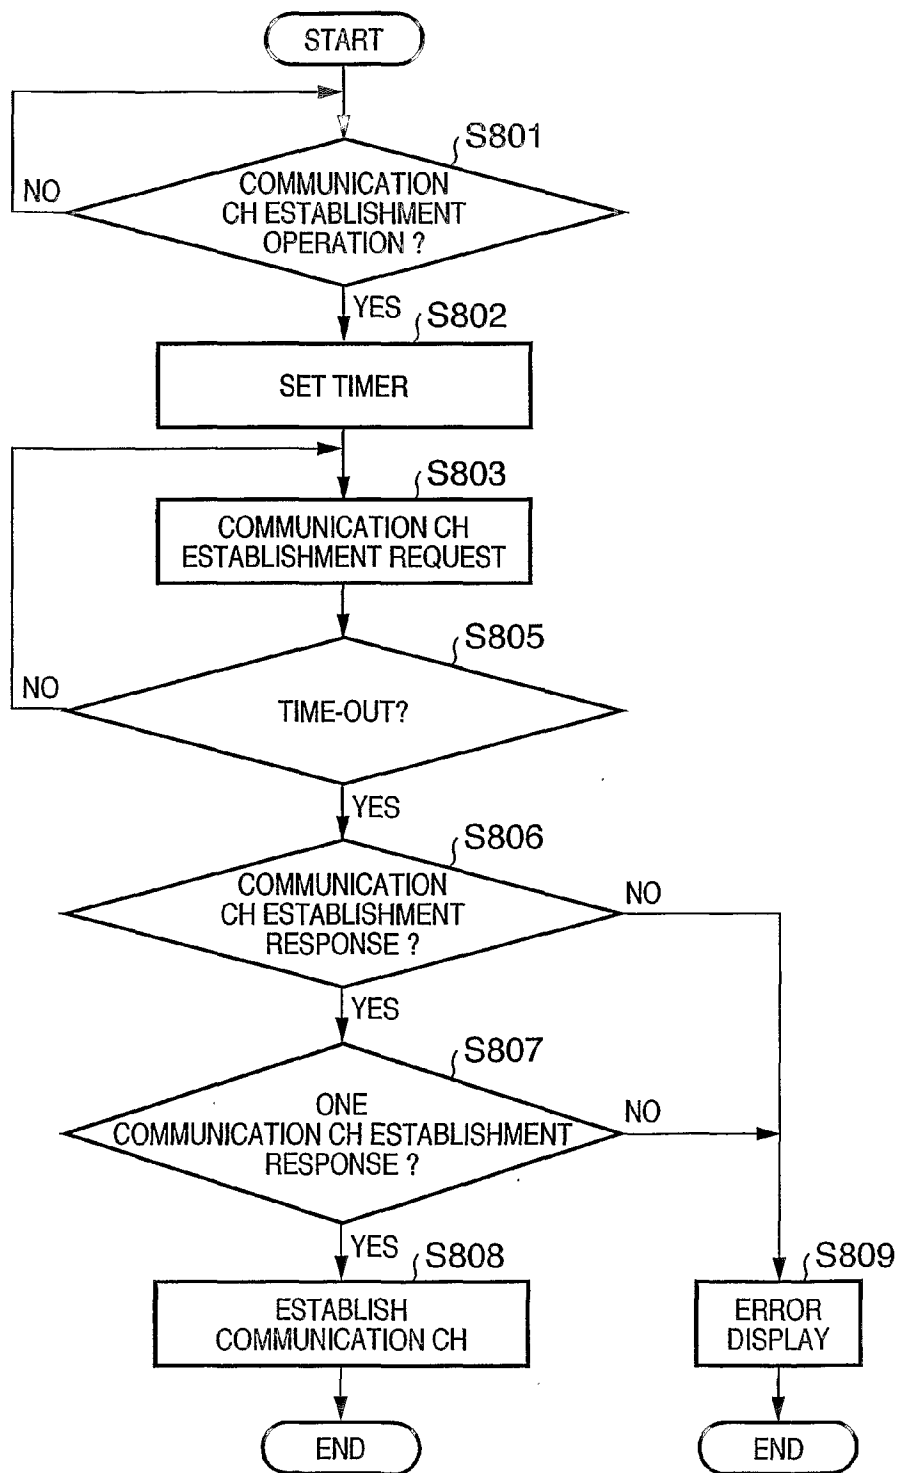 START
S801
NO
COMMUNICATION
CH ESTABLISHMENT
OPERATION ?
YES
S802
SET TIMER
S803
COMMUNICATION CH
ESTABLISHMENT REQUEST
S805
NO
TIME-OUT?
YES
S806
COMMUNICATION
CH ESTABLISHMENT
RESPONSE ?
NO
YES
S807
ONE
COMMUNICATION CH ESTABLISHMENT
RESPONSE ?
NO
YES
S808
ESTABLISH
COMMUNICATION CH
S809
ERROR
DISPLAY
END
END